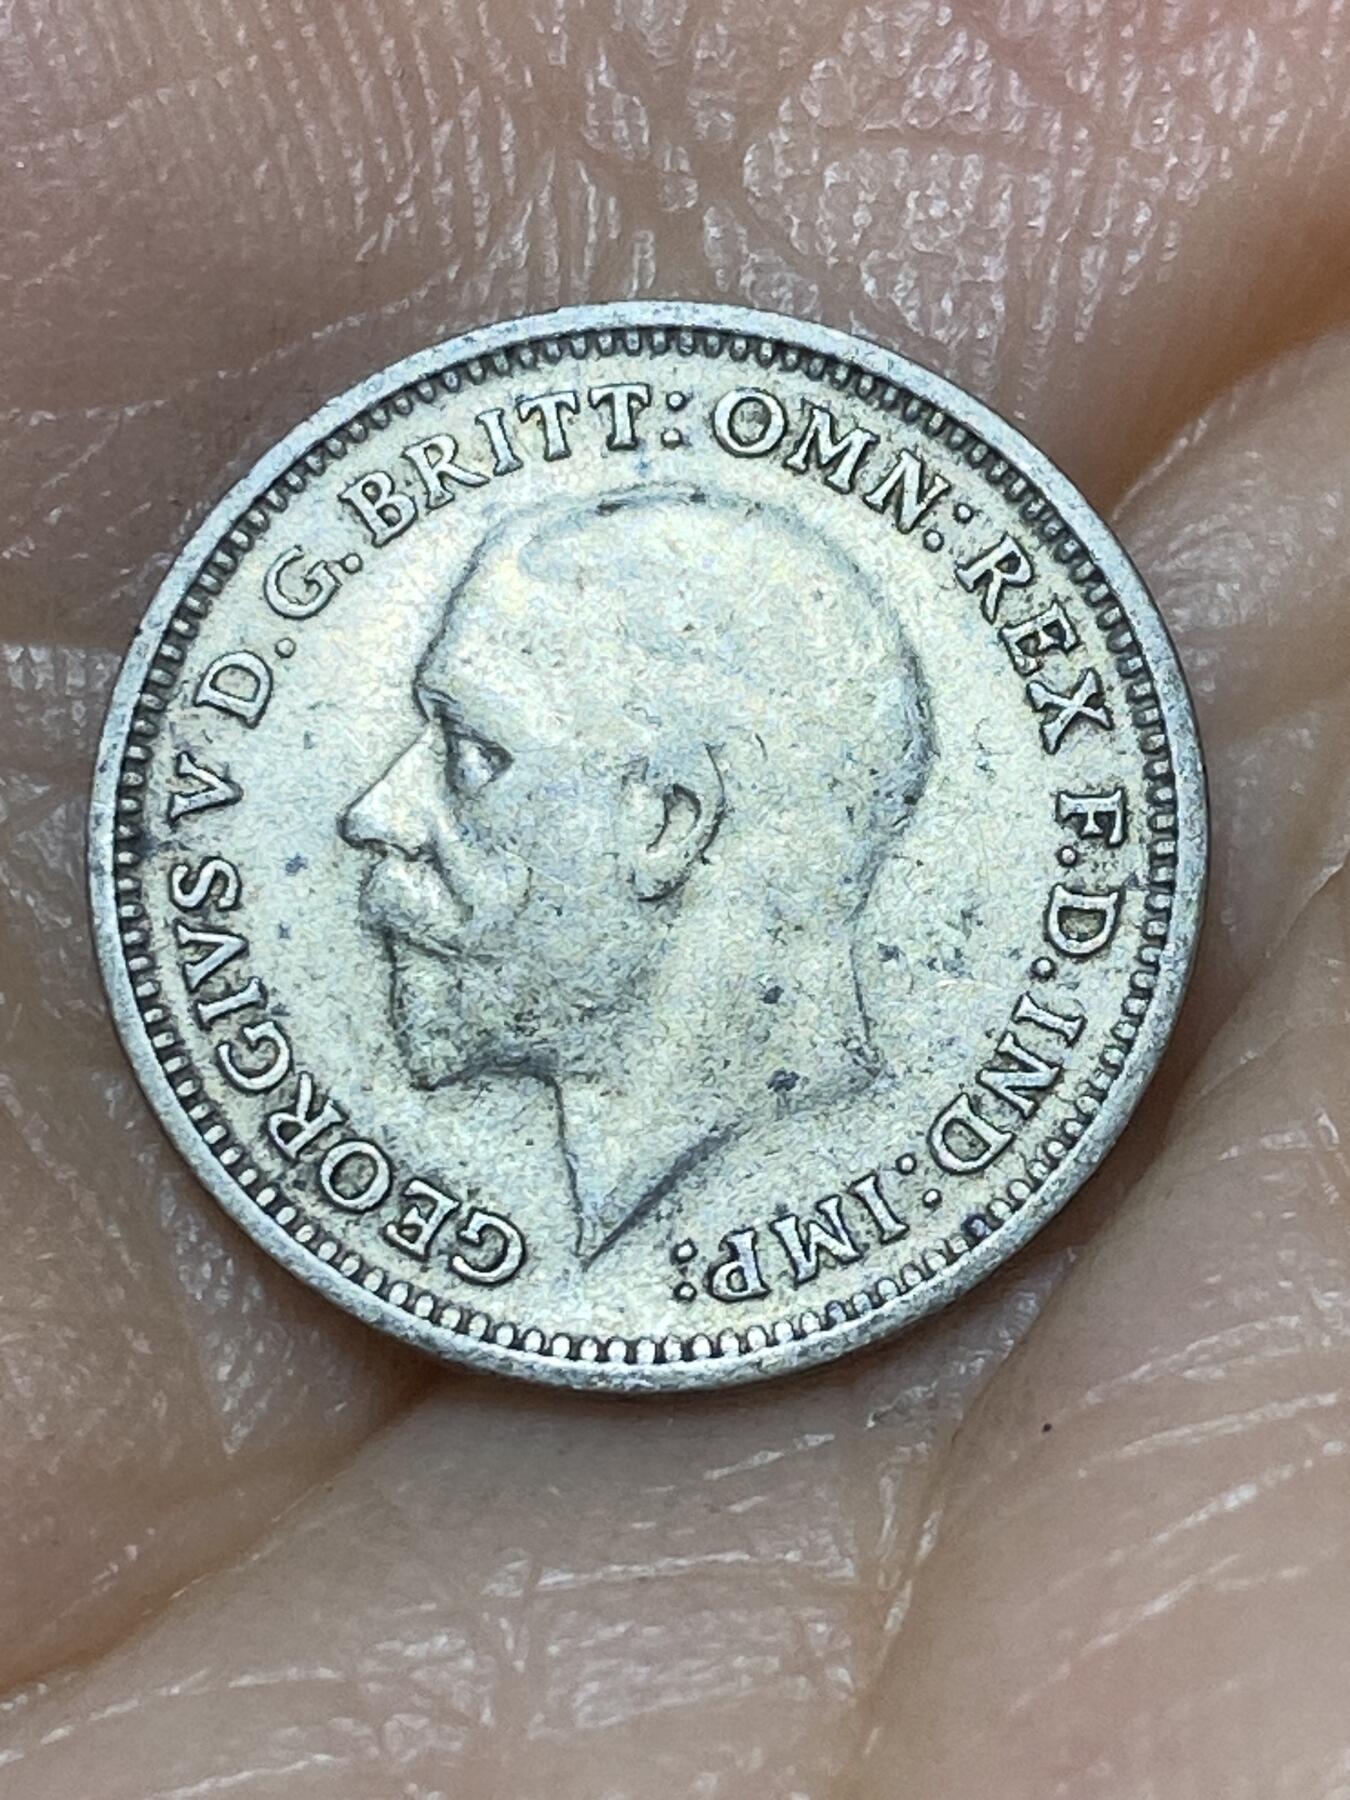 GEORGIVS V D.G. BRITT: OMN: REX F.D. IND: IMP: